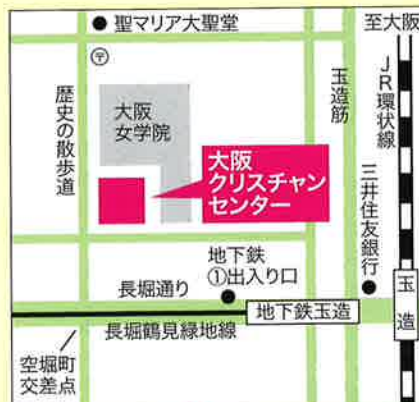 聖マリア大聖堂
至大阪
〒
歴史の散歩道
大阪
女学院
玉造筋
JR環状線
大阪
クリスチャン
センター
三井住友銀行
地下鉄
①出入り口
長堀通り
地下鉄玉造
玉造
長堀鶴見緑地線
空堀町
交差点